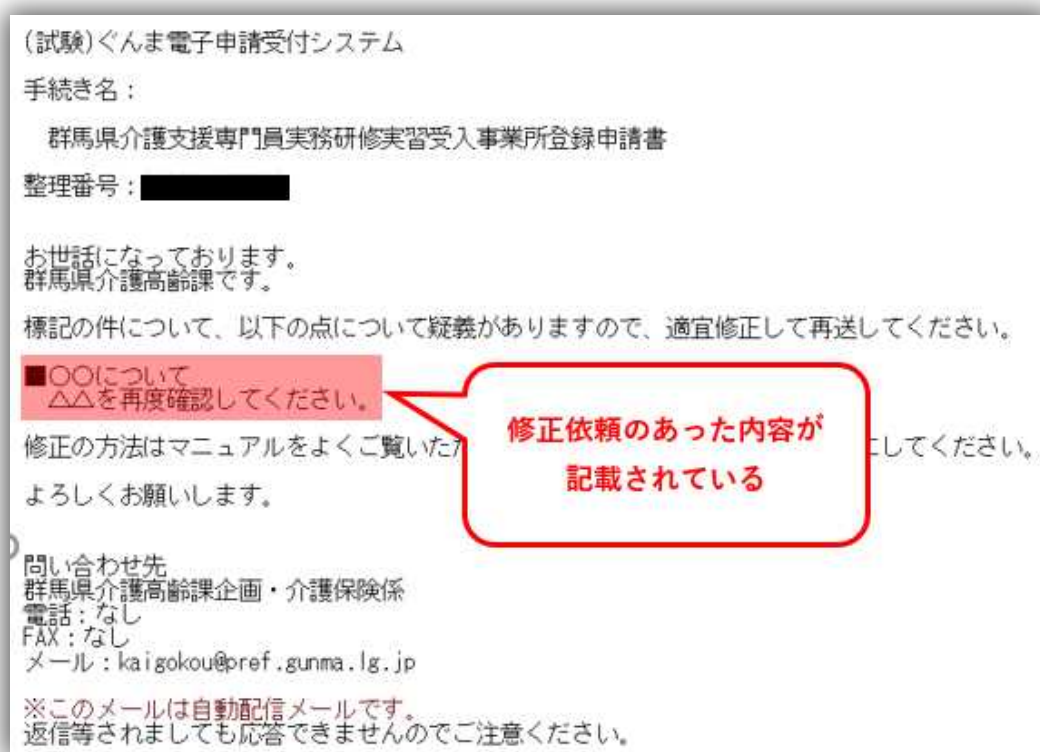 (試験)ぐんま電子申請受付システム
手続き名：
群馬県介護支援専門員実務研修実習受入事業所登録申請書
整理番号：
お世話になっております。
群馬県介護高齢課です。
標記の件について、以下の点について疑義がありますので、適宜修正して再送してください。
■○○について
△△を再度確認してください。
修正依頼のあった内容が
記載されている
修正の方法はマニュアルをよくご覧いた
にしてください。
よろしくお願いします。
問い合わせ先
群馬県介護高齢課企画・介護保険係
電話：なし
FAX：なし
メール：kaigokou@pref.gunma.lg.jp
※このメールは自動配信メールです。
返信等されましても応答できませんのでご注意ください。